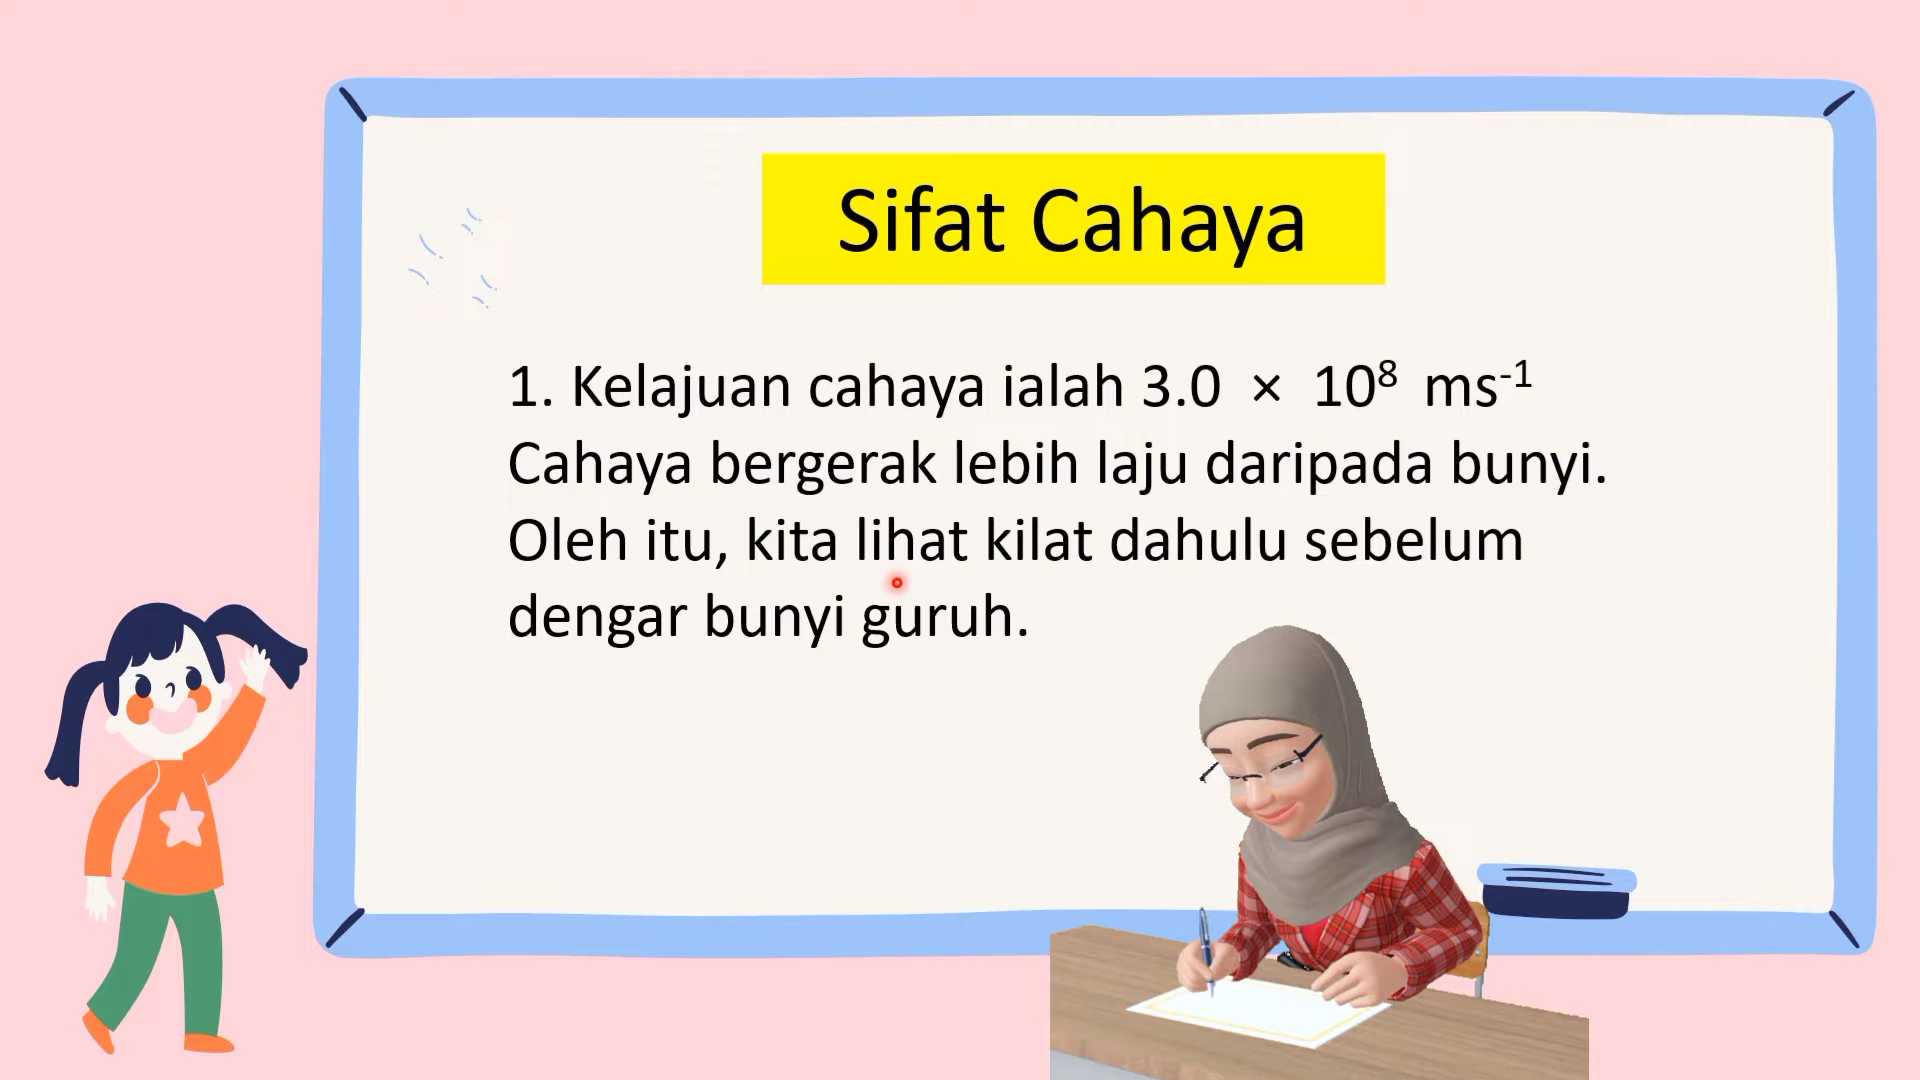 Sifat Cahaya
1. Kelajuan cahaya ialah 3.0 × 10⁸ ms⁻¹
Cahaya bergerak lebih laju daripada bunyi.
Oleh itu, kita lihat kilat dahulu sebelum
dengar bunyi guruh.